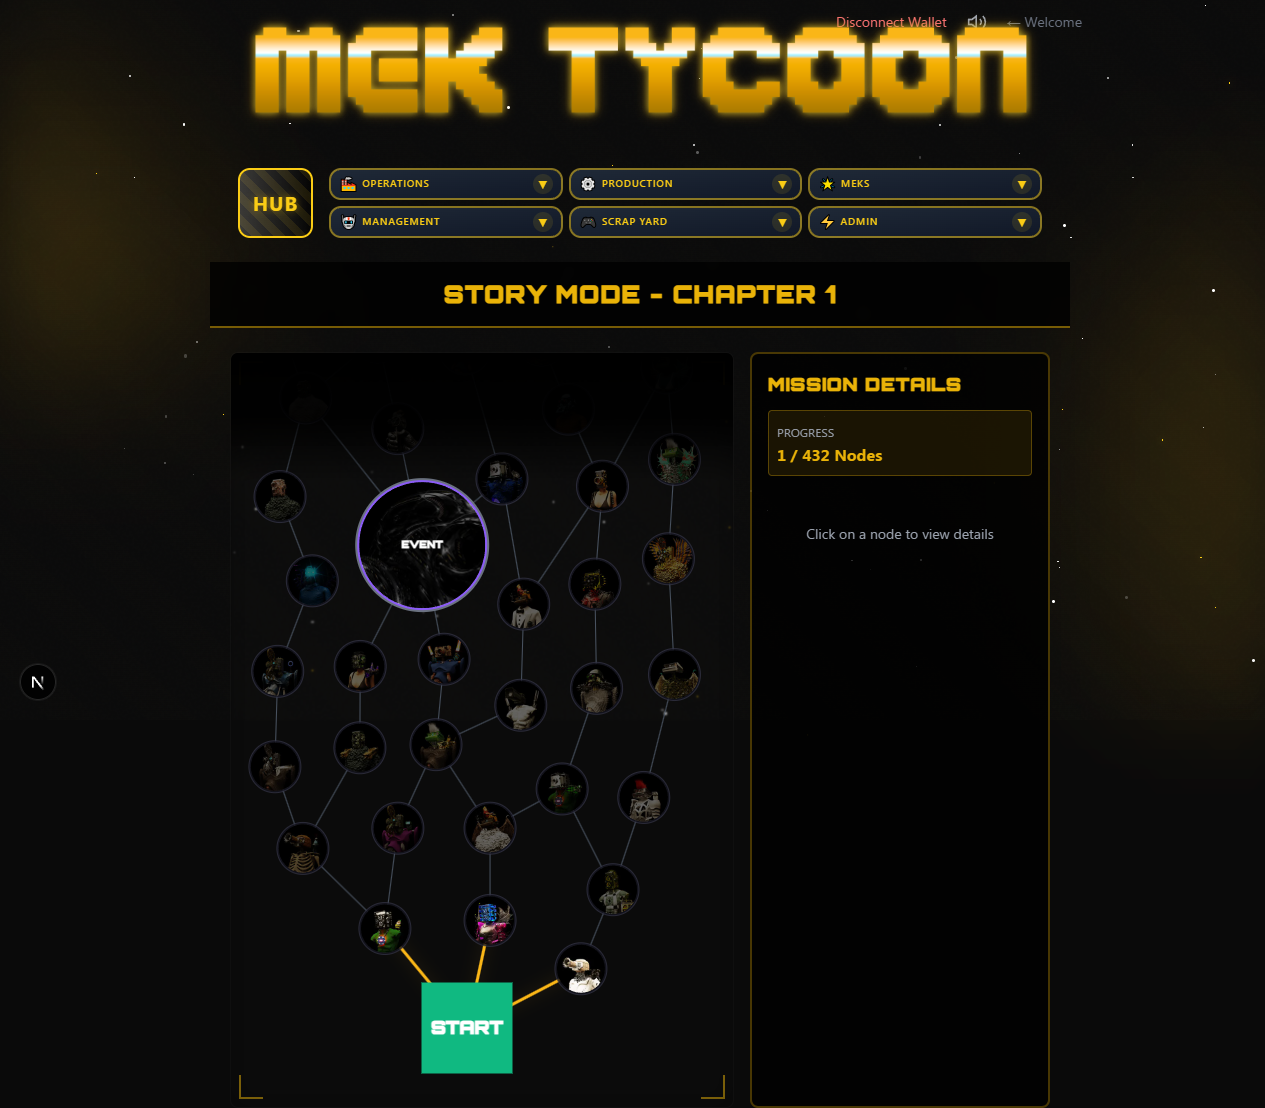 Disconnect Wallet
← Welcome
MEK TYCOON
HUB
OPERATIONS
PRODUCTION
MEKS
MANAGEMENT
SCRAP YARD
ADMIN
STORY MODE - CHAPTER 1
MISSION DETAILS
PROGRESS
1 / 432 Nodes
Click on a node to view details
EVENT
START
N